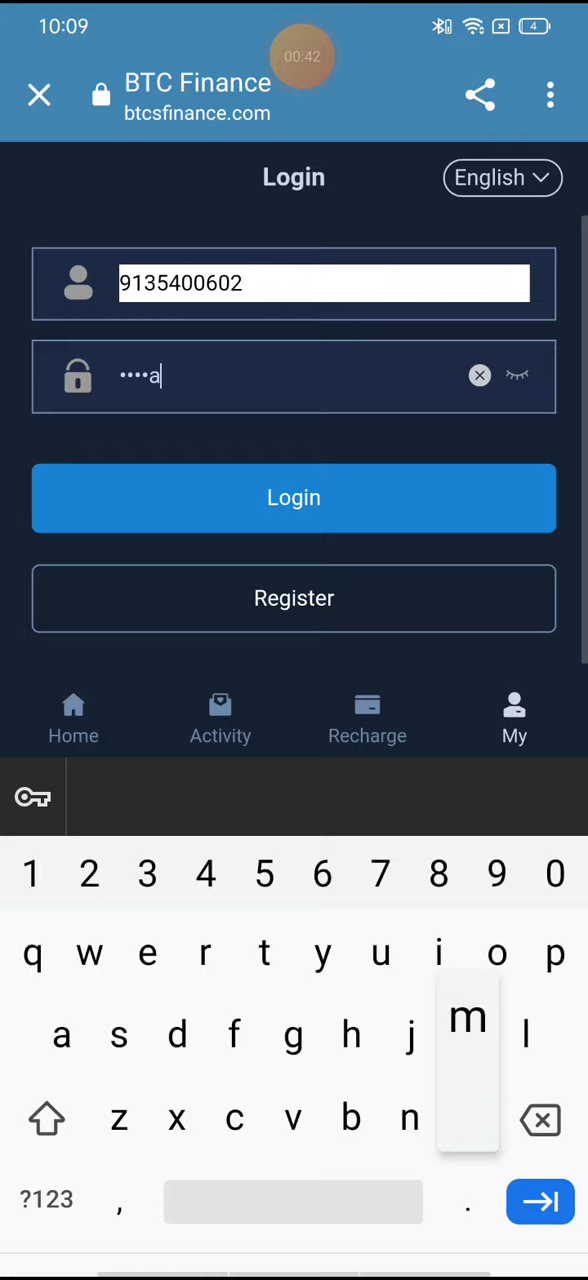 10:09
4
00:42
BTC Finance
btcsfinance.com
Login
English
9135400602
••••a
Login
Register
Home
Activity
Recharge
My
1 2 3 4 5 6 7 8 9 0
q w e r t y u i o p
a s d f g h j m l
z x c v b n
?123 , .